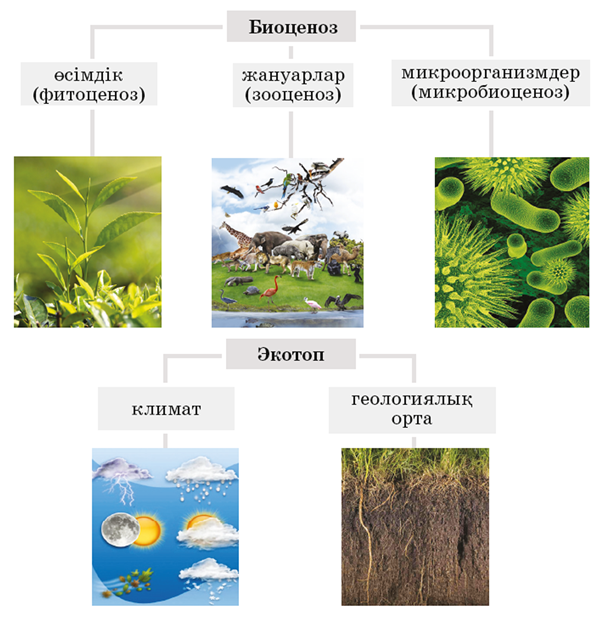 Биоценоз
өсімдік
(фитоценоз)
жануарлар
(зооценоз)
микроорганизмдер
(микробиоценоз)
Экотоп
климат
геологиялық
орта